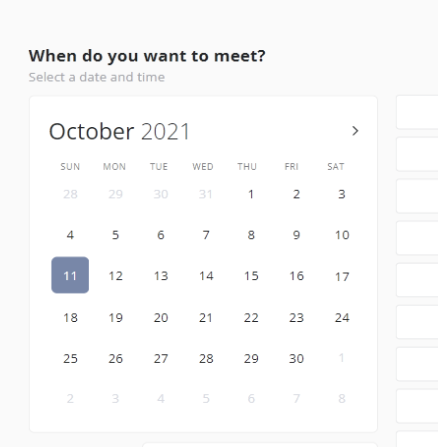 When do you want to meet?
Select a date and time
October 2021 >
SUN MON TUE WED THU FRI SAT
28 29 30 31 1 2 3
4 5 6 7 8 9 10
11 12 13 14 15 16 17
18 19 20 21 22 23 24
25 26 27 28 29 30 1
2 3 4 5 6 7 8